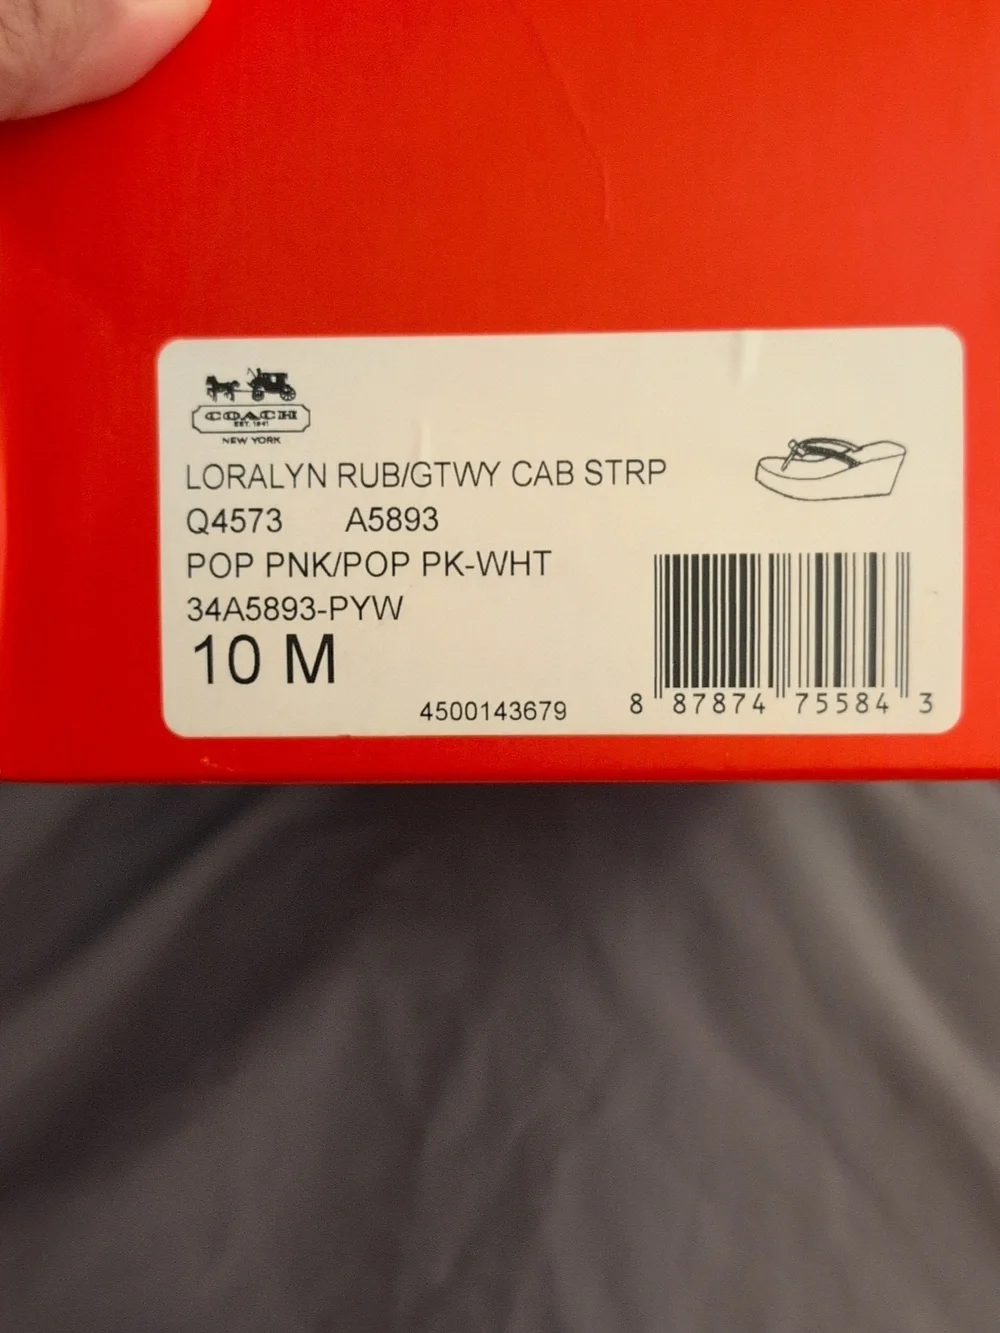 COACH
EST. 1941
NEW YORK
LORALYN RUB/GTWY CAB STRP
Q4573 A5893
POP PNK/POP PK-WHT
34A5893-PYW
10 M
4500143679
8 87874 75584 3